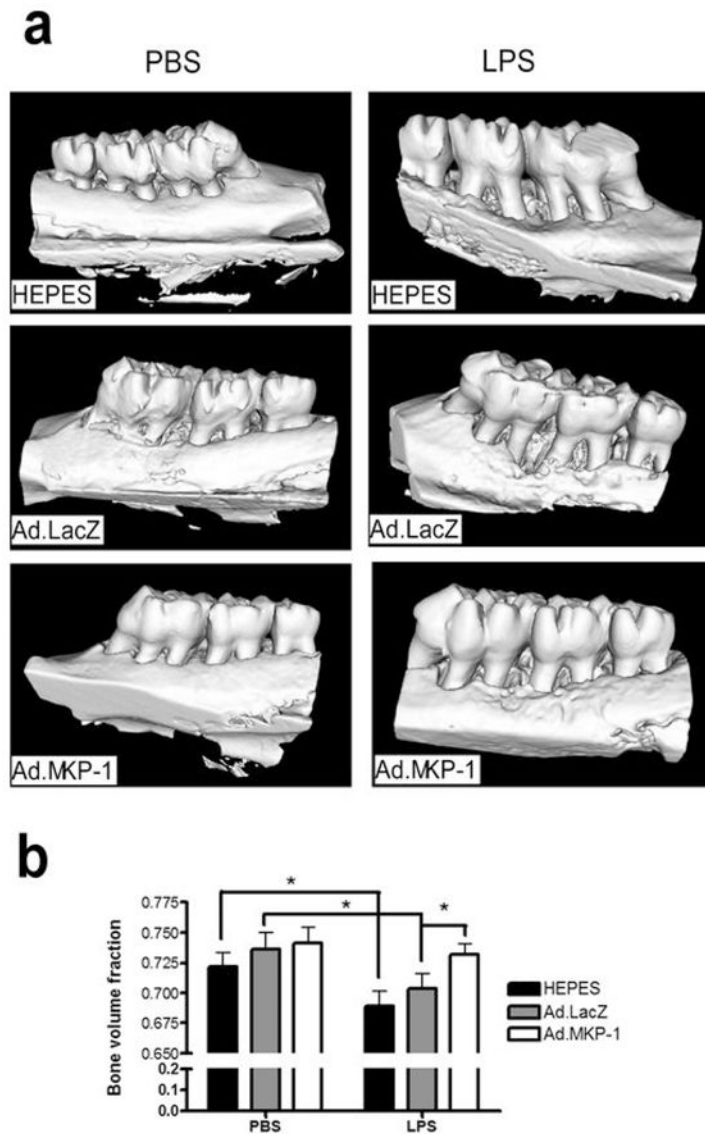 a
PBS
LPS
HEPES
HEPES
Ad.LacZ
Ad.LacZ
Ad.MKP-1
Ad.MKP-1
b
Bone volume fraction
0.775
0.750
0.725
0.700
0.675
0.650
0.2
0.1
0.0
*
*
*
PBS
LPS
HEPES
Ad.LacZ
Ad.MKP-1